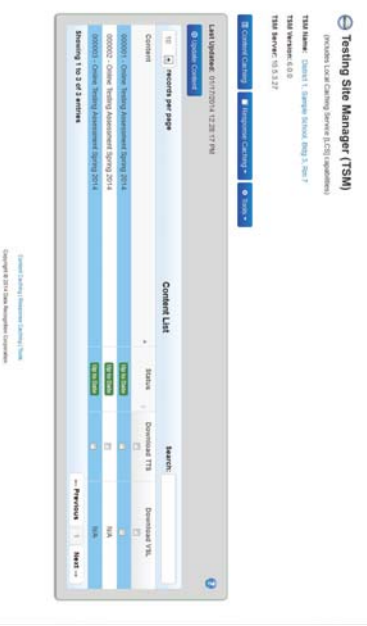 Testing Site Manager (TSM)
(includes Local Caching Service [LCS] capabilities)
TSM Name: District 1, Sample School, Bldg 3, Rm 7
TSM Version: 6.0.0
TSM Server: 10.5.3.27
Content Caching Response Caching Tools
Last Updated: 01/17/2014 12:28:17 PM
Update Content
Content List
10 records per page Search:
Content Status Download TTS Download VSL
000001 - Online Testing Assessment Spring 2014 Up to Date
000002 - Online Testing Assessment Spring 2014 Up to Date N/A
000003 - Online Testing Assessment Spring 2014 Up to Date N/A
Showing 1 to 3 of 3 entries ← Previous 1 Next →
Content Caching | Response Caching | Tools
Copyright © 2014 Data Recognition Corporation